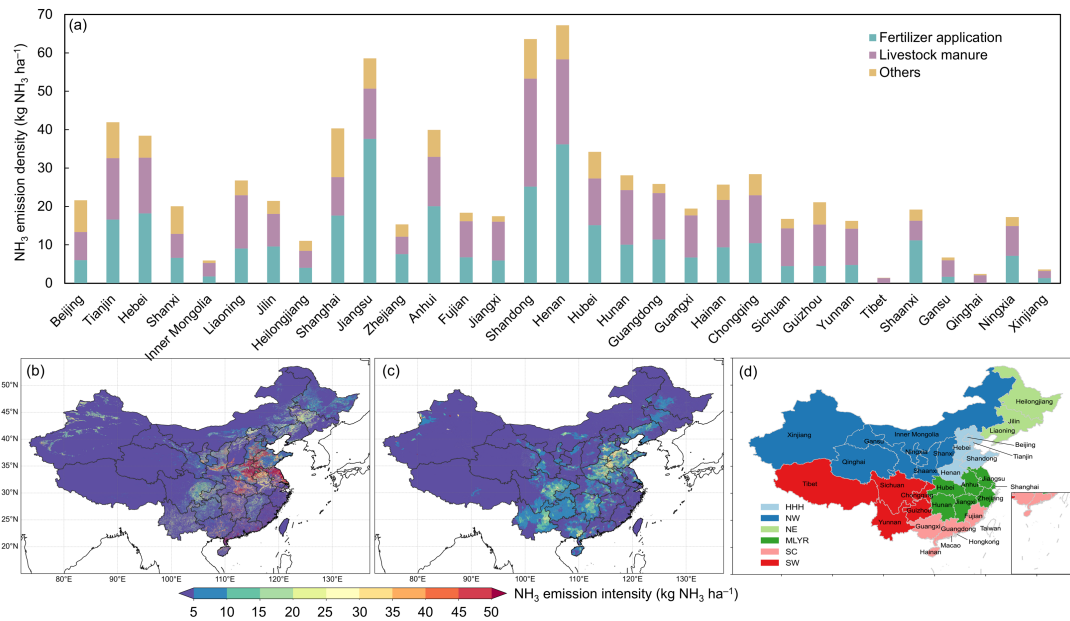 (a)
NH₃ emission density (kg NH₃ ha⁻¹)
70
60
50
40
30
20
10
0
Fertilizer application
Livestock manure
Others
Beijing
Tianjin
Hebei
Shanxi
Inner Mongolia
Liaoning
Jilin
Heilongjiang
Shanghai
Jiangsu
Zhejiang
Anhui
Fujian
Jiangxi
Shandong
Henan
Hubei
Hunan
Guangdong
Guangxi
Hainan
Chongqing
Sichuan
Guizhou
Yunnan
Tibet
Shaanxi
Gansu
Qinghai
Ningxia
Xinjiang
(b)
50°N
45°N
40°N
35°N
30°N
25°N
20°N
80°E 90°E 100°E 110°E 120°E 130°E
(c)
80°E 90°E 100°E 110°E 120°E 130°E
NH₃ emission intensity (kg NH₃ ha⁻¹)
5 10 15 20 25 30 35 40 45 50
(d)
Heilongjiang
Jilin
Liaoning
Xinjiang
Inner Mongolia
Gansu
Beijing
Hebei
Tianjin
Shanxi
Qinghai
Shandong
Henan
Jiangsu
Tibet
Sichuan
Anhui
Shanghai
Hubei
Chongqing
Zhejiang
Hunan
Jiangxi
Guizhou
Fujian
Yunnan
Guangxi
Guangdong
Taiwan
Hongkong
Macao
Hainan
HHH
NW
NE
MLYR
SC
SW